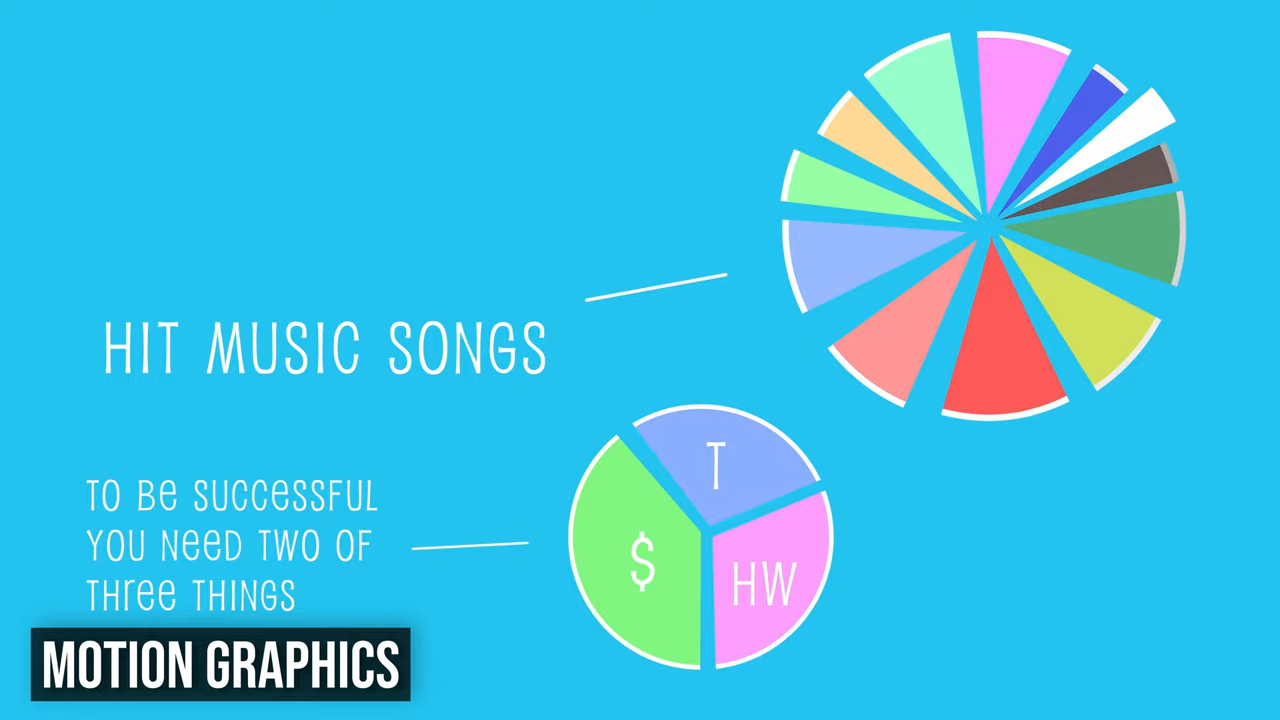 HIT MUSIC SONGS
T
$
HW
TO Be SUCCeSSFUL
YOU NeeD TWO OF
THree THINGS
MOTION GRAPHICS